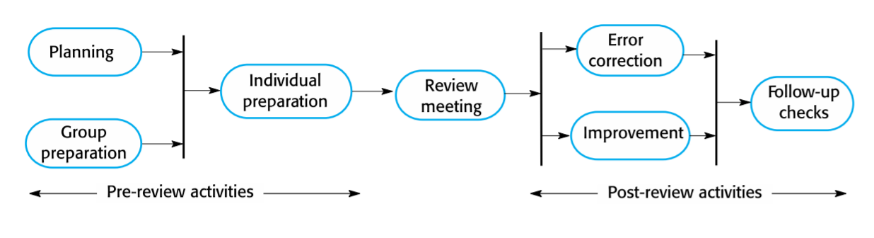 Planning
Group
preparation
Individual
preparation
Review
meeting
Error
correction
Improvement
Follow-up
checks
Pre-review activities
Post-review activities